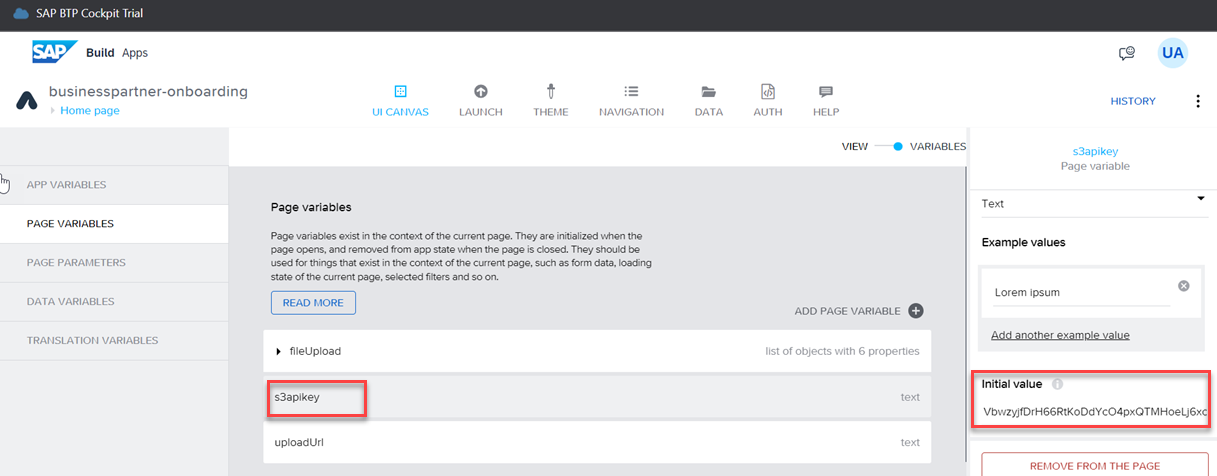 SAP BTP Cockpit Trial
SAP Build Apps
UA
businesspartner-onboarding
Home page
UI CANVAS
LAUNCH
THEME
NAVIGATION
DATA
AUTH
HELP
HISTORY
VIEW
VARIABLES
APP VARIABLES
PAGE VARIABLES
PAGE PARAMETERS
DATA VARIABLES
TRANSLATION VARIABLES
Page variables
Page variables exist in the context of the current page. They are initialized when the
page opens, and removed from app state when the page is closed. They should be
used for things that exist in the context of the current page, such as form data, loading
state of the current page, selected filters and so on.
READ MORE
ADD PAGE VARIABLE
fileUpload list of objects with 6 properties
s3apikey text
uploadUrl text
s3apikey
Page variable
Text
Example values
Lorem ipsum
Add another example value
Initial value
VbwzyjfDrH66RtKoDdYcO4pxQTMHoeLj6xc
REMOVE FROM THE PAGE